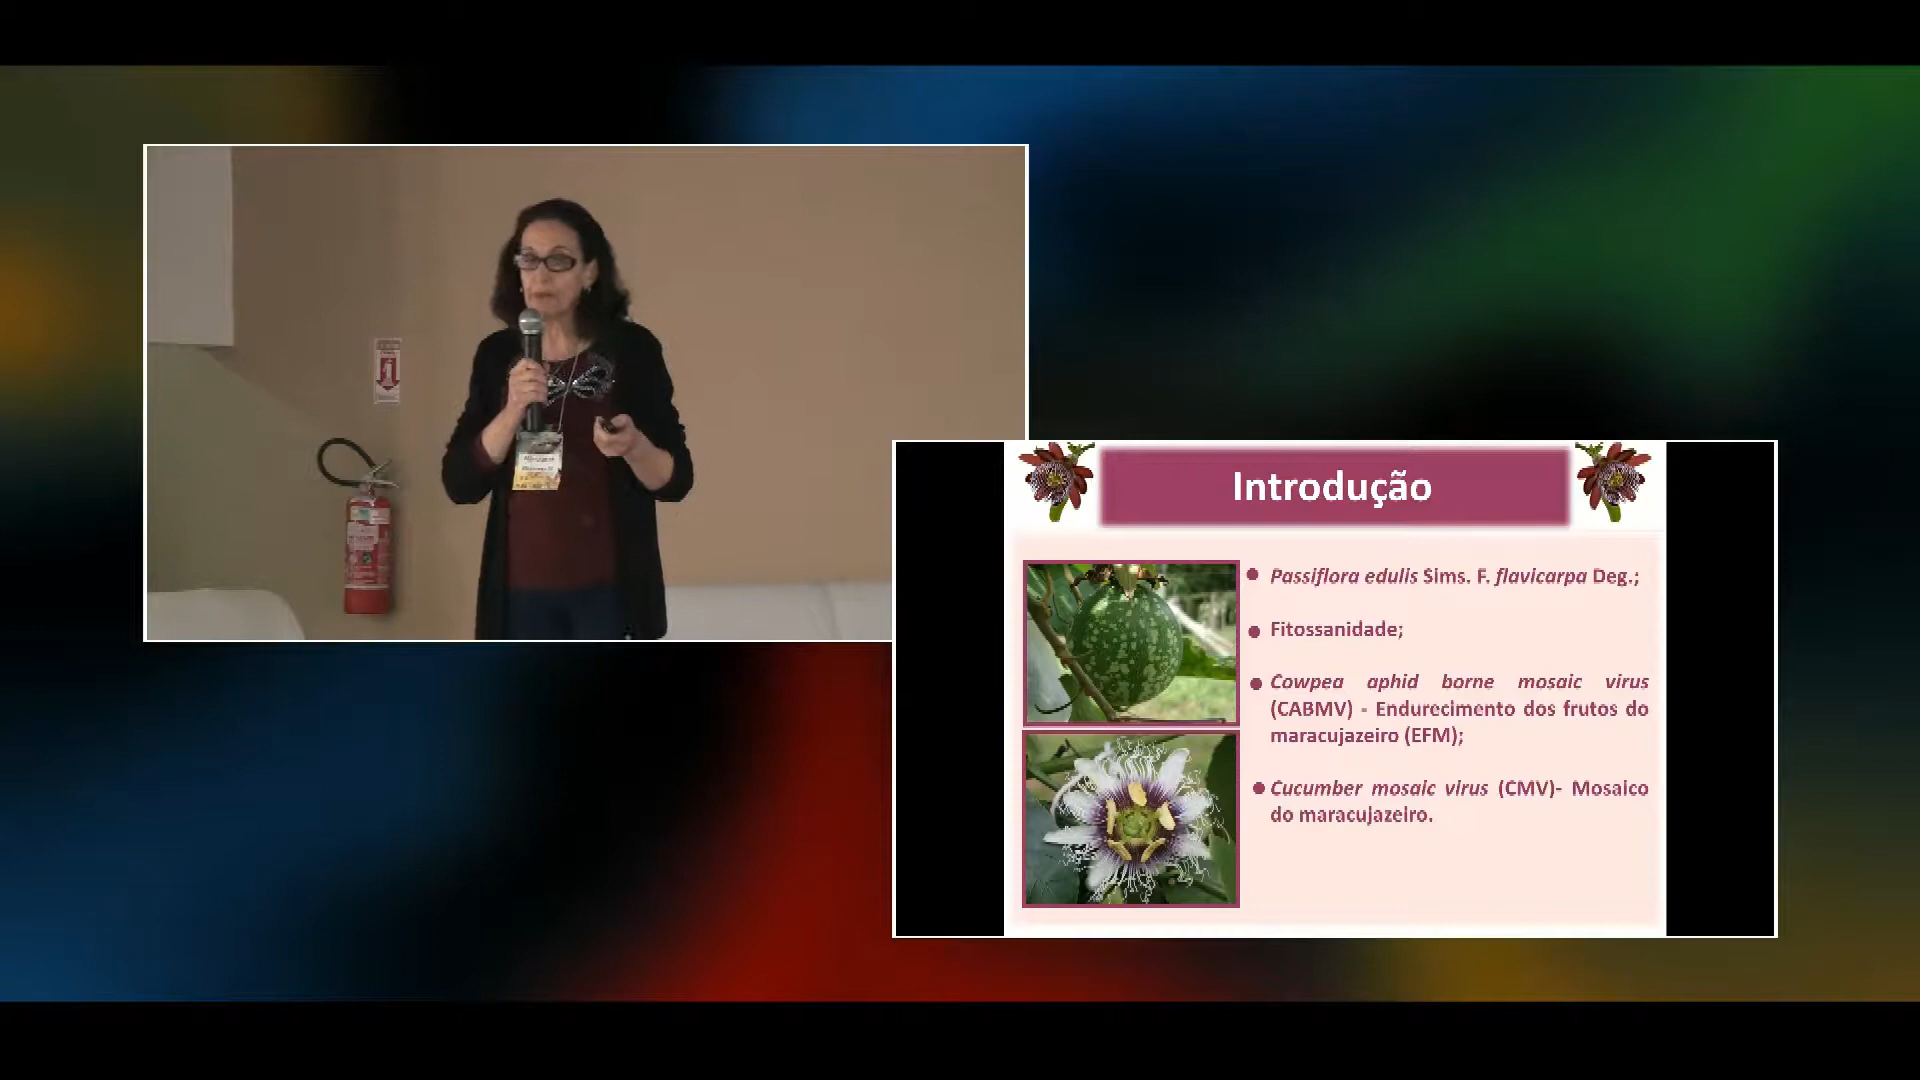 Introdução
Passiflora edulis Sims. F. flavicarpa Deg.;
Fitossanidade;
Cowpea aphid borne mosaic virus
(CABMV) - Endurecimento dos frutos do
maracujazeiro (EFM);
Cucumber mosaic virus (CMV)- Mosaico
do maracujazeiro.